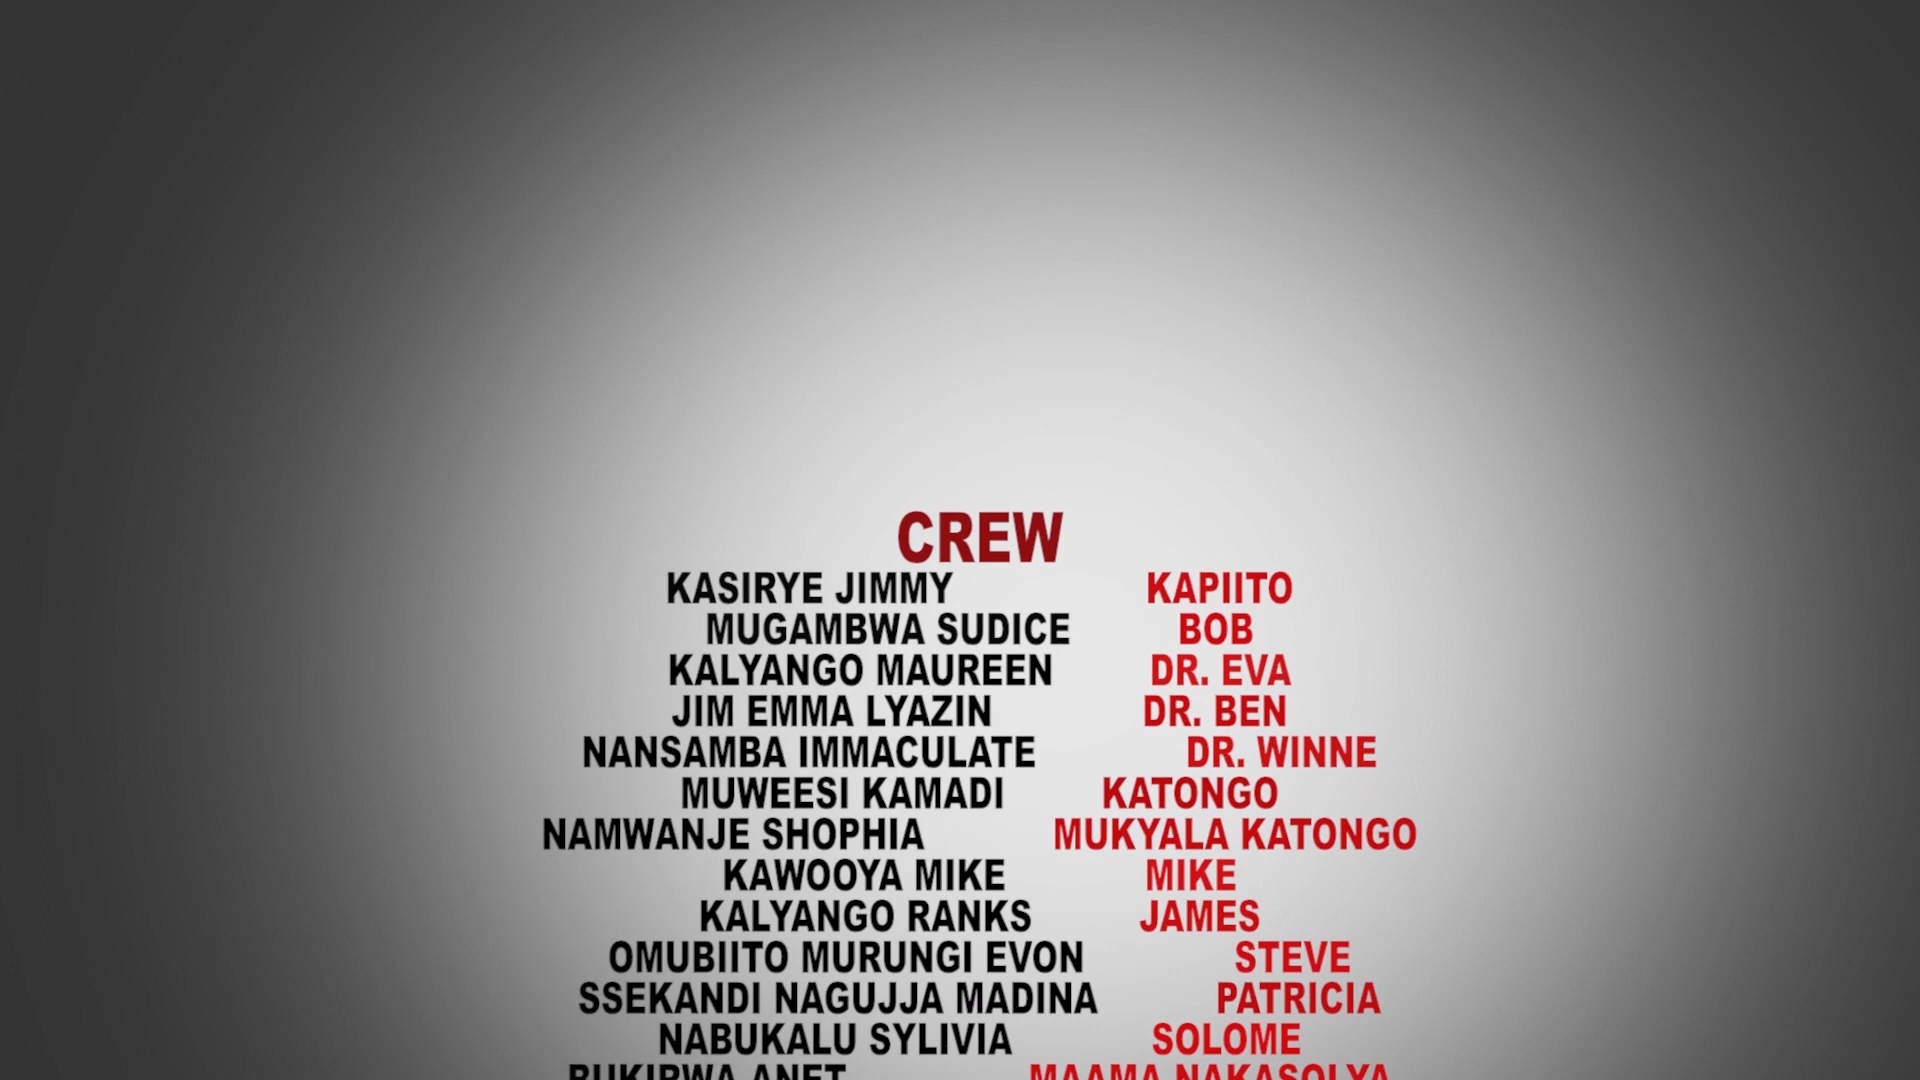 CREW
KASIRYE JIMMY KAPIITO
MUGAMBWA SUDICE BOB
KALYANGO MAUREEN DR. EVA
JIM EMMA LYAZIN DR. BEN
NANSAMBA IMMACULATE DR. WINNE
MUWEESI KAMADI KATONGO
NAMWANJE SHOPHIA MUKYALA KATONGO
KAWOOYA MIKE MIKE
KALYANGO RANKS JAMES
OMUBIITO MURUNGI EVON STEVE
SSEKANDI NAGUJJA MADINA PATRICIA
NABUKALU SYLIVIA SOLOME
MAAMA NAKASOLYA